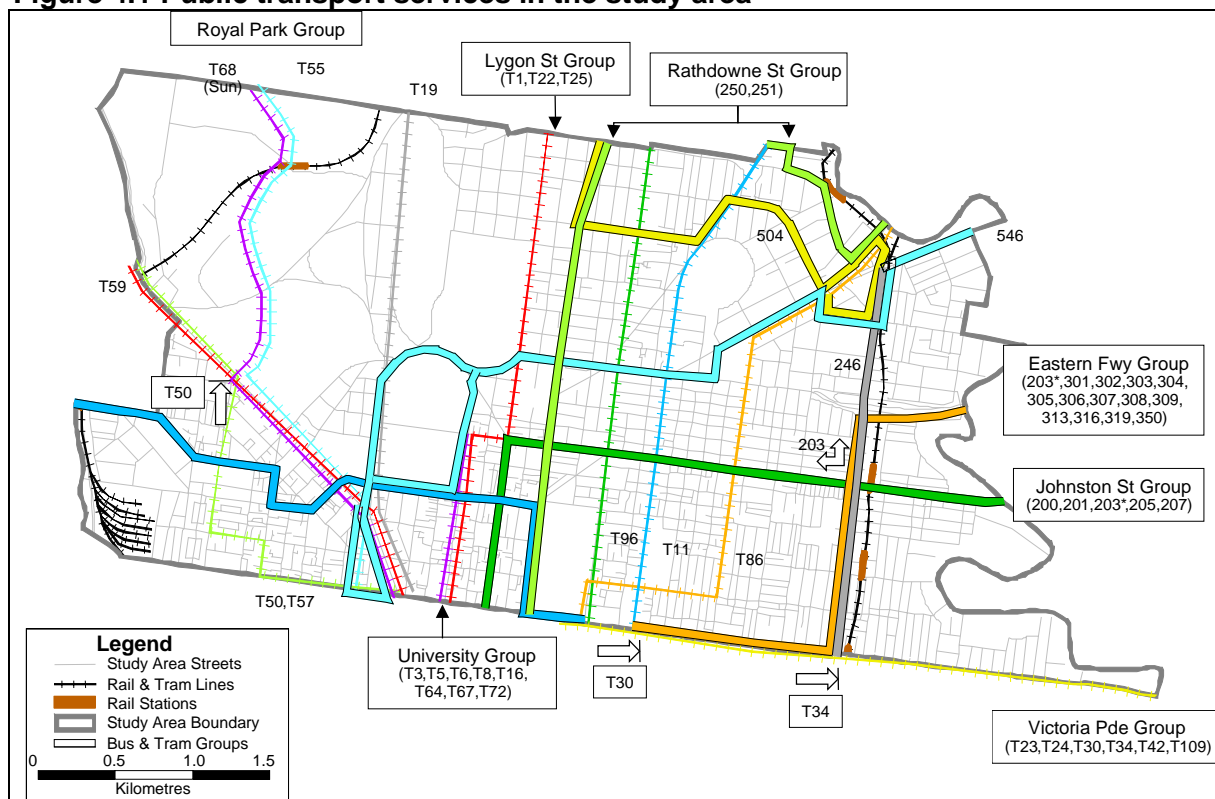 Figure 4.1 Public transport services in the study area
Royal Park Group
T68
(Sun)
T55
T19
Lygon St Group
(T1,T22,T25)
Rathdowne St Group
(250,251)
504
546
T59
T50
246
Eastern Fwy Group
(203*,301,302,303,304,
305,306,307,308,309,
313,316,319,350)
203
Johnston St Group
(200,201,203*,205,207)
T96
T11
T86
T50,T57
University Group
(T3,T5,T6,T8,T16,
T64,T67,T72)
T30
T34
Victoria Pde Group
(T23,T24,T30,T34,T42,T109)
Legend
Study Area Streets
Rail & Tram Lines
Rail Stations
Study Area Boundary
Bus & Tram Groups
0 0.5 1.0 1.5
Kilometres